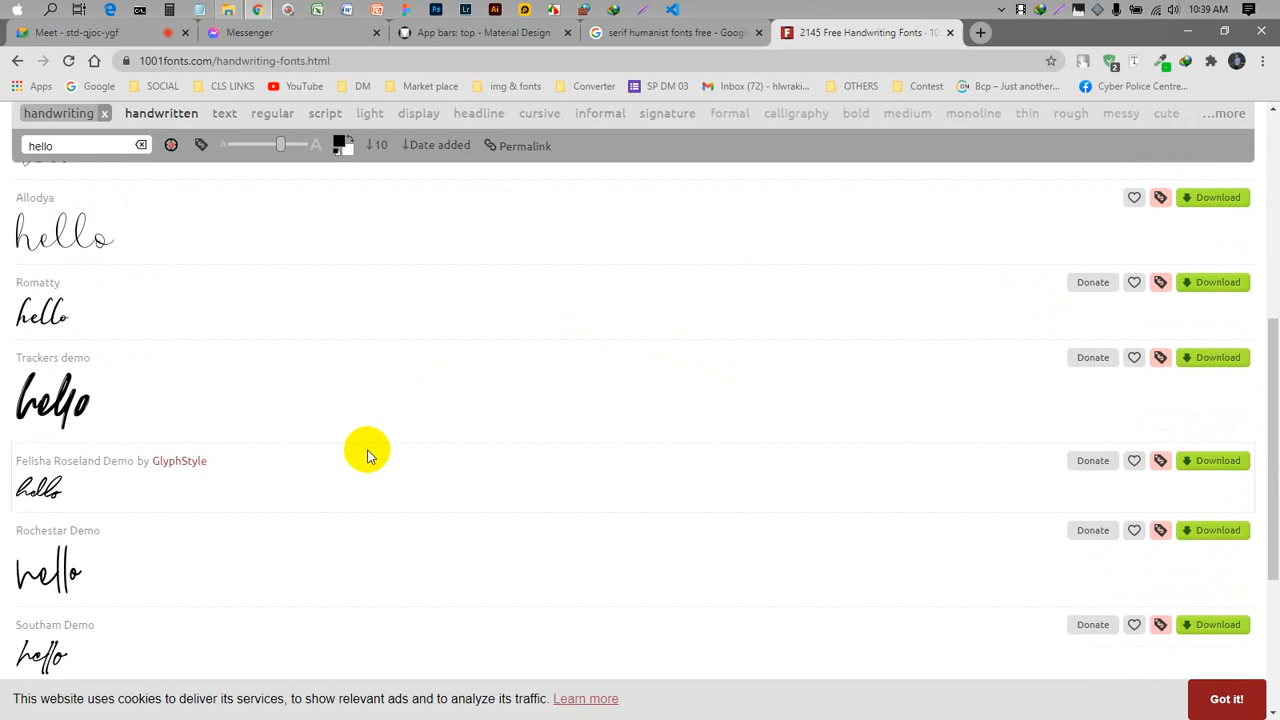 10:39 AM
Meet - std-qjoc-ygf
Messenger
App bars: top - Material Design
serif humanist fonts free - Googl
2145 Free Handwriting Fonts · 10
1001fonts.com/handwriting-fonts.html
Apps
Google
SOCIAL
CLS LINKS
YouTube
DM
Market place
img & fonts
Converter
SP DM 03
Inbox (72) - hlwraki...
OTHERS
Contest
Bcp – Just another...
Cyber Police Centre...
handwriting x handwritten text regular script light display headline cursive informal signature formal calligraphy bold medium monoline thin rough messy cute ...more
hello A A 10 Date added Permalink
Allodya Download
hello
Romatty Donate Download
hello
Trackers demo Donate Download
hello
Felisha Roseland Demo by GlyphStyle Donate Download
hello
Rochestar Demo Donate Download
hello
Southam Demo Donate Download
hello
This website uses cookies to deliver its services, to show relevant ads and to analyze its traffic. Learn more Got it!